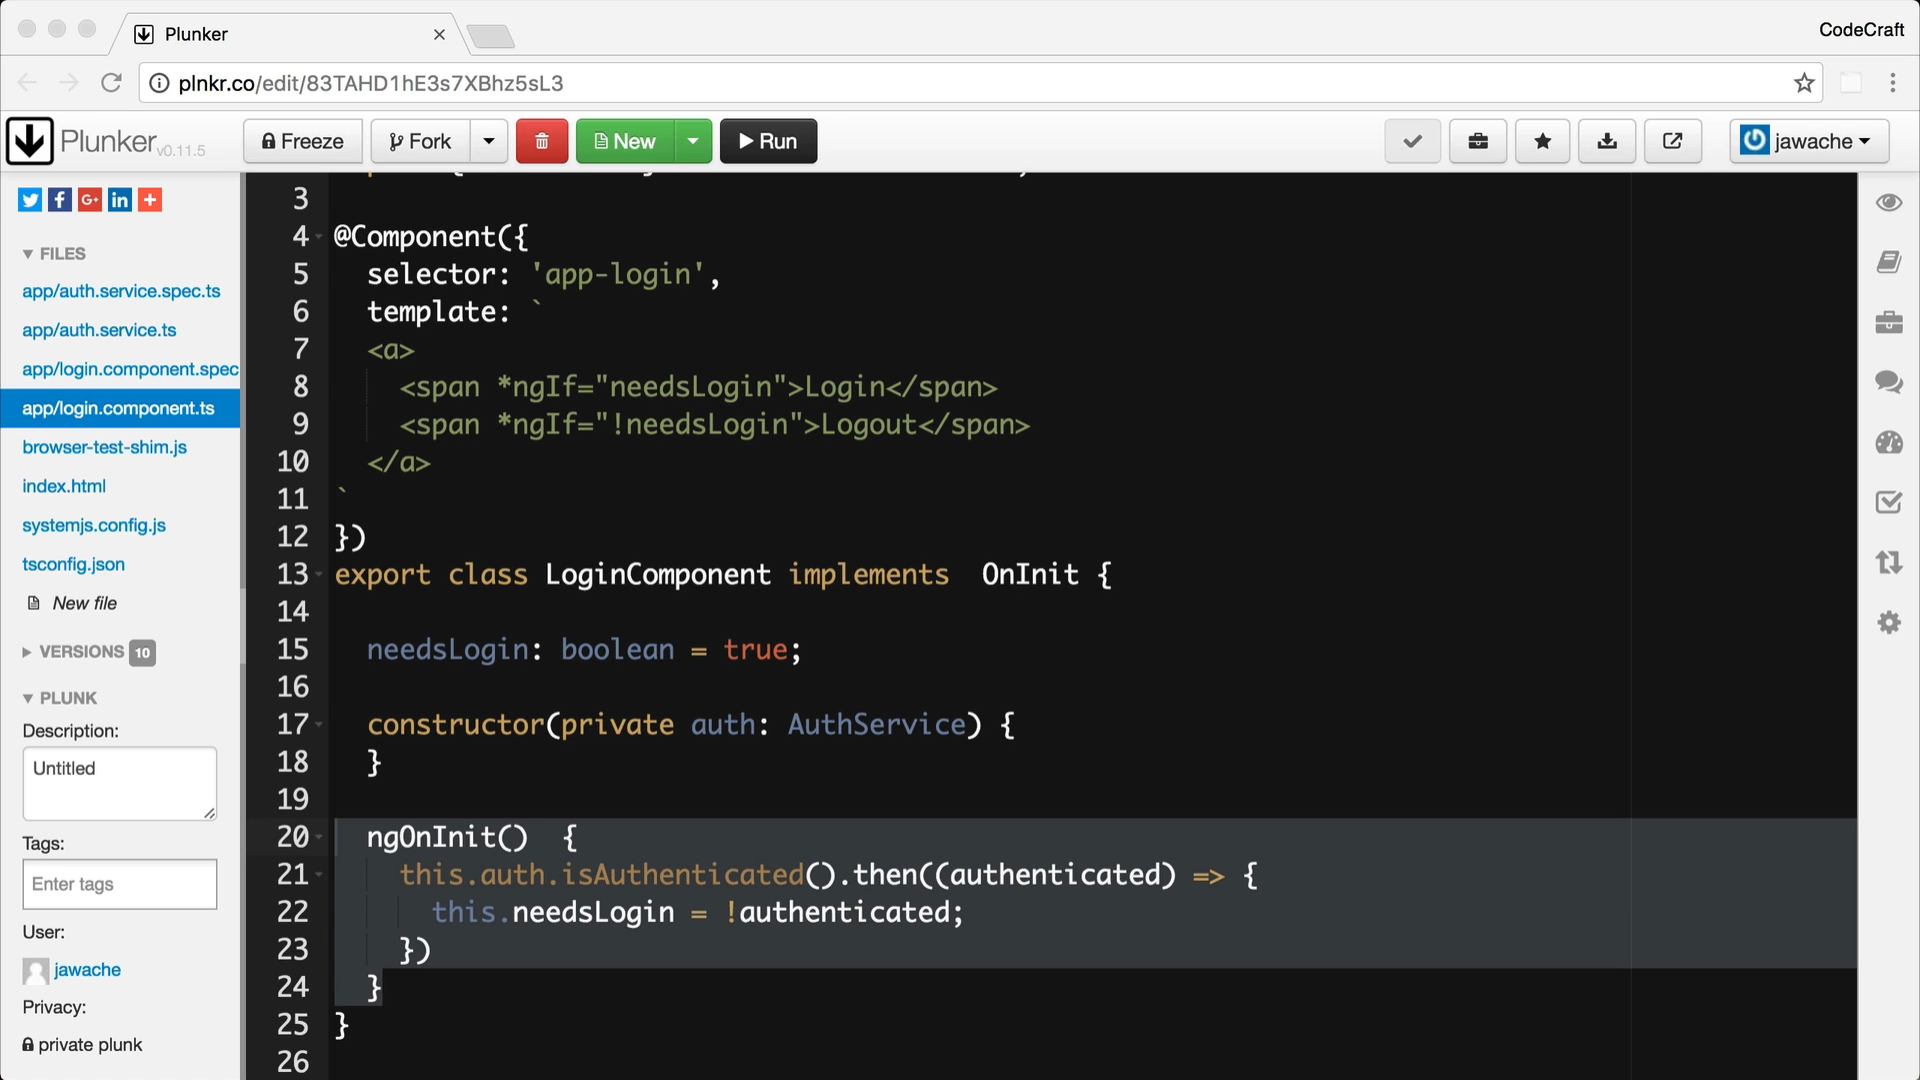 Plunker
CodeCraft
plnkr.co/edit/83TAHD1hE3s7XBhz5sL3
Plunker v0.11.5
Freeze
Fork
New
Run
jawache
FILES
app/auth.service.spec.ts
app/auth.service.ts
app/login.component.spec
app/login.component.ts
browser-test-shim.js
index.html
systemjs.config.js
tsconfig.json
New file
VERSIONS 10
PLUNK
Description:
Untitled
Tags:
Enter tags
User:
jawache
Privacy:
private plunk
3
4 @Component({
5   selector: 'app-login',
6   template: `
7   <a>
8     <span *ngIf="needsLogin">Login</span>
9     <span *ngIf="!needsLogin">Logout</span>
10   </a>
11 `
12 })
13 export class LoginComponent implements  OnInit {
14
15   needsLogin: boolean = true;
16
17   constructor(private auth: AuthService) {
18   }
19
20   ngOnInit()  {
21     this.auth.isAuthenticated().then((authenticated) => {
22       this.needsLogin = !authenticated;
23     })
24   }
25 }
26